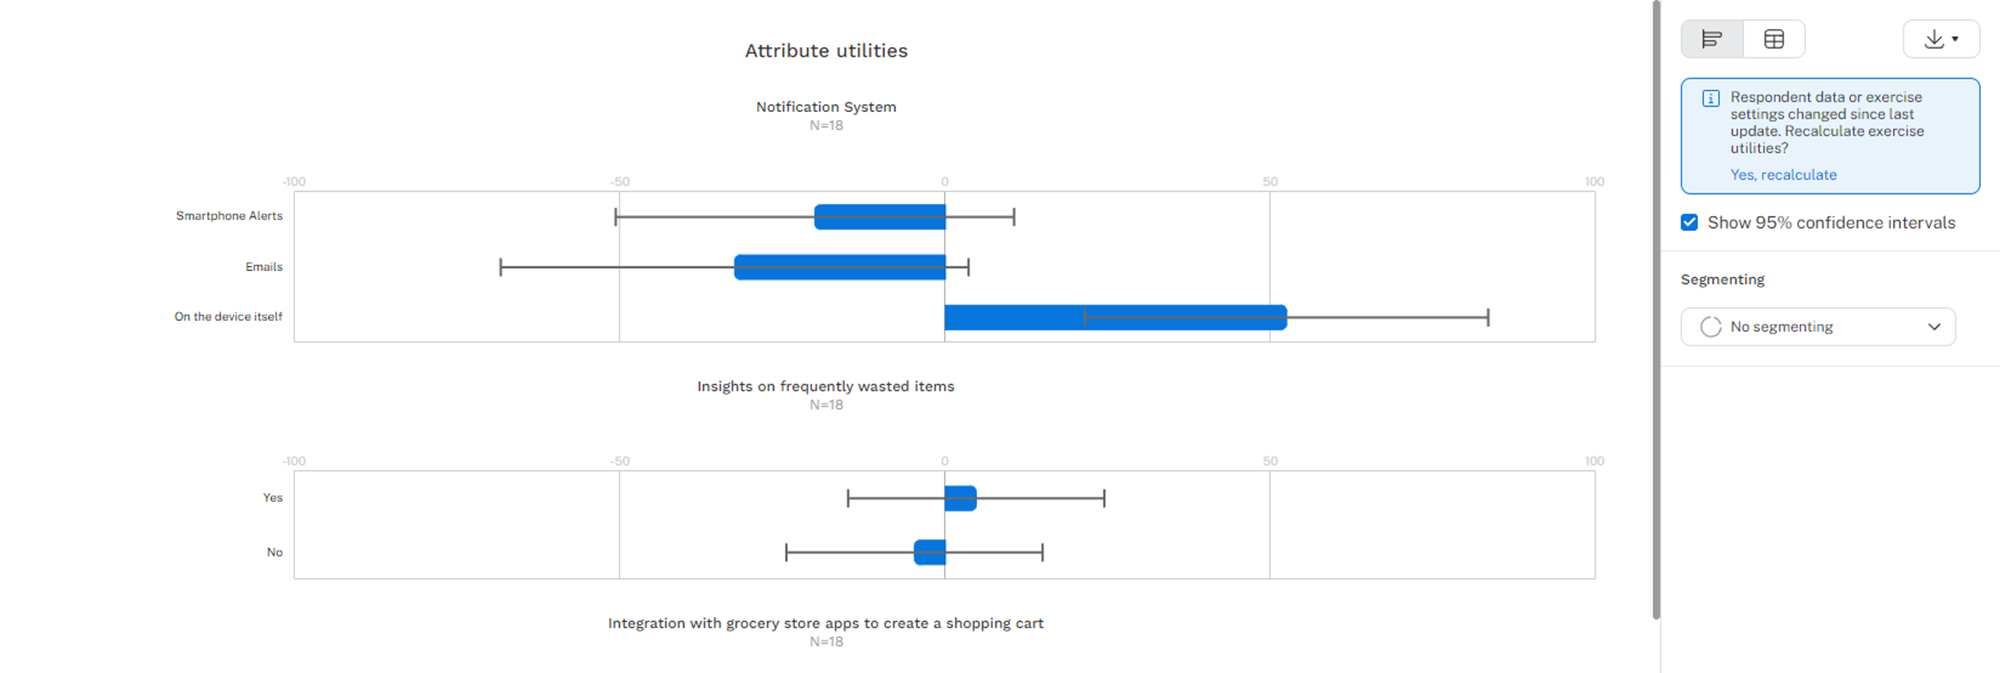 Attribute utilities
Notification System
N=18
-100 -50 0 50 100
Smartphone Alerts
Emails
On the device itself
Insights on frequently wasted items
N=18
-100 -50 0 50 100
Yes
No
Integration with grocery store apps to create a shopping cart
N=18
Respondent data or exercise
settings changed since last
update. Recalculate exercise
utilities?
Yes, recalculate
Show 95% confidence intervals
Segmenting
No segmenting